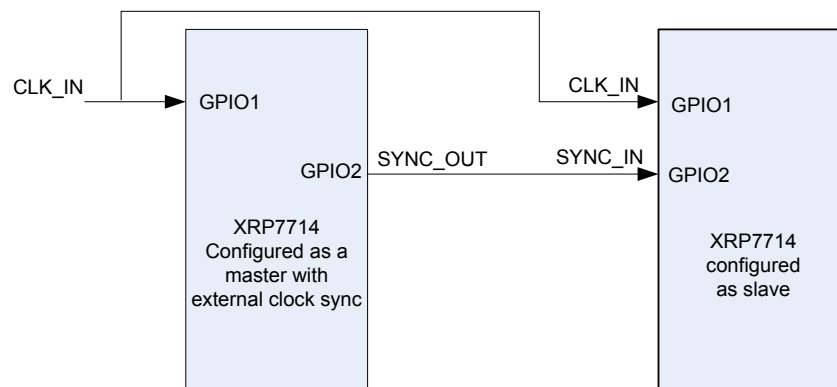 CLK_IN
GPIO1
CLK_IN
GPIO1
GPIO2
SYNC_OUT
SYNC_IN
GPIO2
XRP7714
Configured as a
master with
external clock sync
XRP7714
configured
as slave